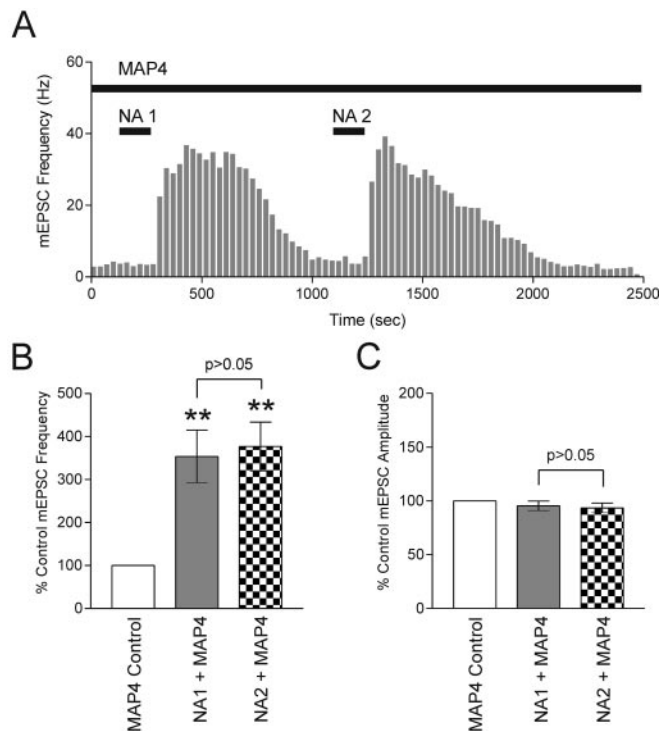 A
mEPSC Frequency (Hz)
60
40
20
0
MAP4
NA 1
NA 2
0
500
1000
1500
2000
2500
Time (sec)
B
% Control mEPSC Frequency
500
400
300
200
100
0
p>0.05
**
**
MAP4 Control
NA1 + MAP4
NA2 + MAP4
C
% Control mEPSC Amplitude
200
150
100
50
0
p>0.05
MAP4 Control
NA1 + MAP4
NA2 + MAP4